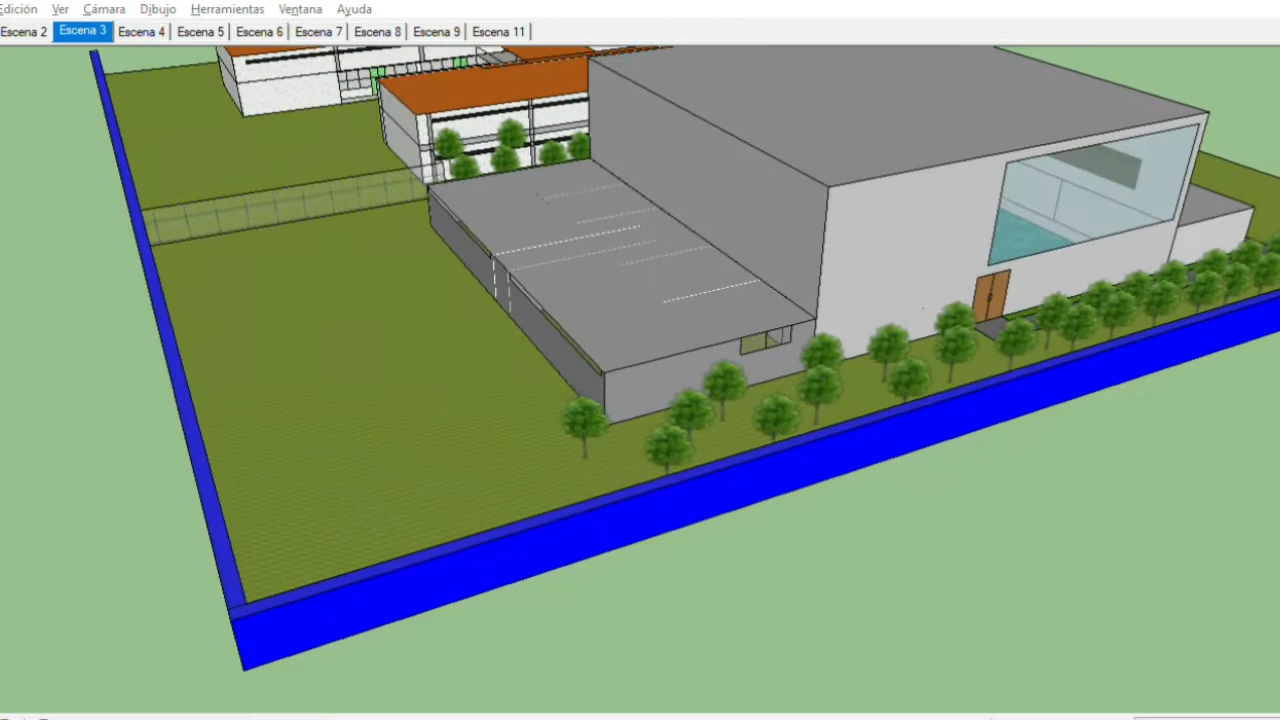 Edición Ver Cámara Dibujo Herramientas Ventana Ayuda
Escena 2 Escena 3 Escena 4 Escena 5 Escena 6 Escena 7 Escena 8 Escena 9 Escena 11